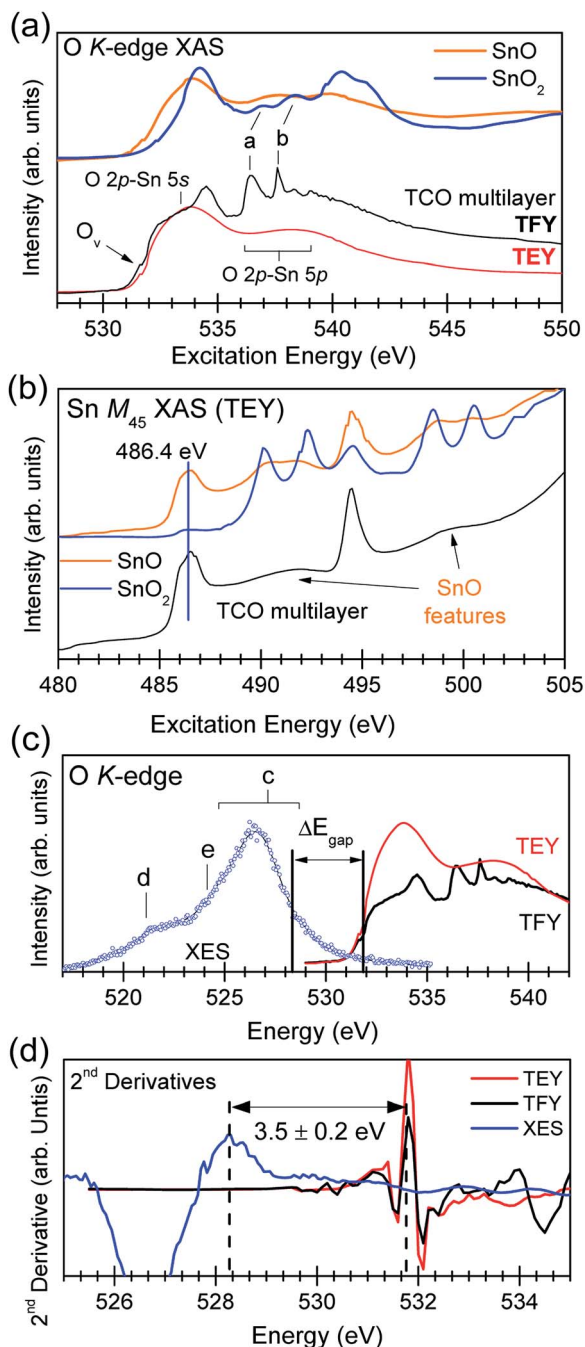 (a)
O K-edge XAS
SnO
SnO2
a
b
O 2p-Sn 5s
Ov
TCO multilayer
TFY
TEY
O 2p-Sn 5p
Intensity (arb. units)
530 535 540 545 550
Excitation Energy (eV)
(b)
Sn M45 XAS (TEY)
486.4 eV
SnO
SnO2
TCO multilayer
SnO
features
Intensity (arb. units)
480 485 490 495 500 505
Excitation Energy (eV)
(c)
O K-edge
c
ΔEgap
d
e
TEY
TFY
XES
Intensity (arb. units)
520 525 530 535 540
Energy (eV)
(d)
2nd Derivatives
TEY
TFY
XES
3.5 ± 0.2 eV
2nd Derivative (arb. Untis)
526 528 530 532 534
Energy (eV)